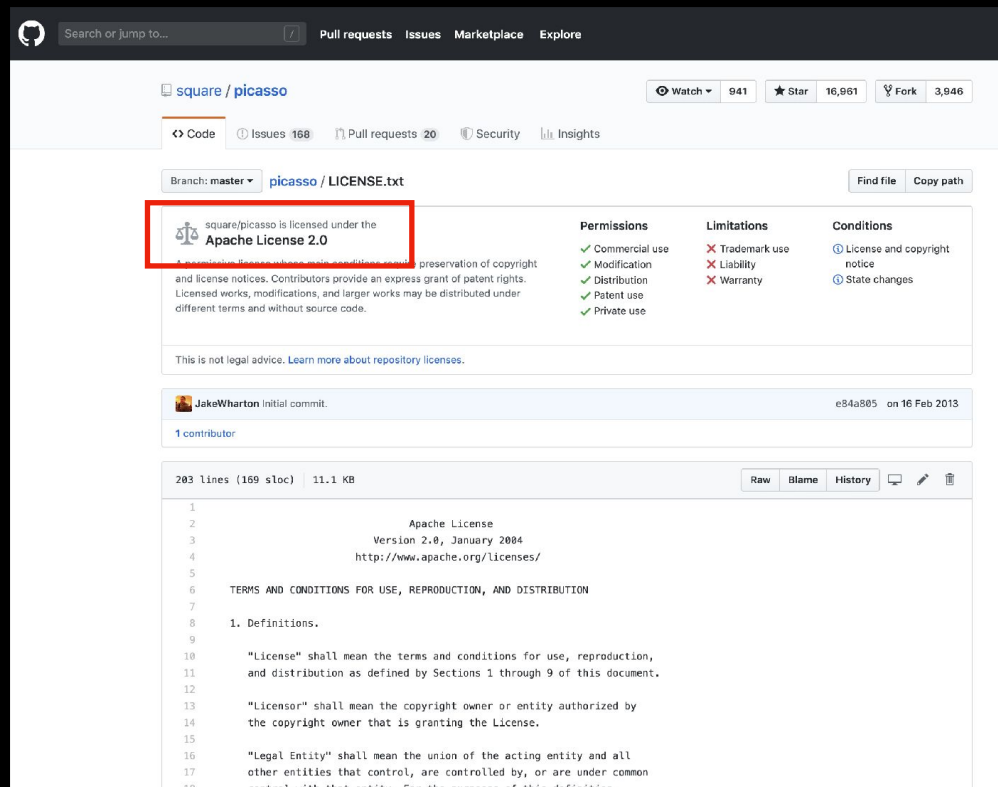 Search or jump to... /
Pull requests Issues Marketplace Explore
square / picasso
Watch 941 Star 16,961 Fork 3,946
Code Issues 168 Pull requests 20 Security Insights
Branch: master picasso / LICENSE.txt Find file Copy path
square/picasso is licensed under the
Apache License 2.0
A permissive license whose main conditions require preservation of copyright
and license notices. Contributors provide an express grant of patent rights.
Licensed works, modifications, and larger works may be distributed under
different terms and without source code.
Permissions
Commercial use
Modification
Distribution
Patent use
Private use
Limitations
Trademark use
Liability
Warranty
Conditions
License and copyright
notice
State changes
This is not legal advice. Learn more about repository licenses.
JakeWharton Initial commit. e84a805 on 16 Feb 2013
1 contributor
203 lines (169 sloc) 11.1 KB Raw Blame History
1
2 Apache License
3 Version 2.0, January 2004
4 http://www.apache.org/licenses/
5
6 TERMS AND CONDITIONS FOR USE, REPRODUCTION, AND DISTRIBUTION
7
8 1. Definitions.
9
10 "License" shall mean the terms and conditions for use, reproduction,
11 and distribution as defined by Sections 1 through 9 of this document.
12
13 "Licensor" shall mean the copyright owner or entity authorized by
14 the copyright owner that is granting the License.
15
16 "Legal Entity" shall mean the union of the acting entity and all
17 other entities that control, are controlled by, or are under common